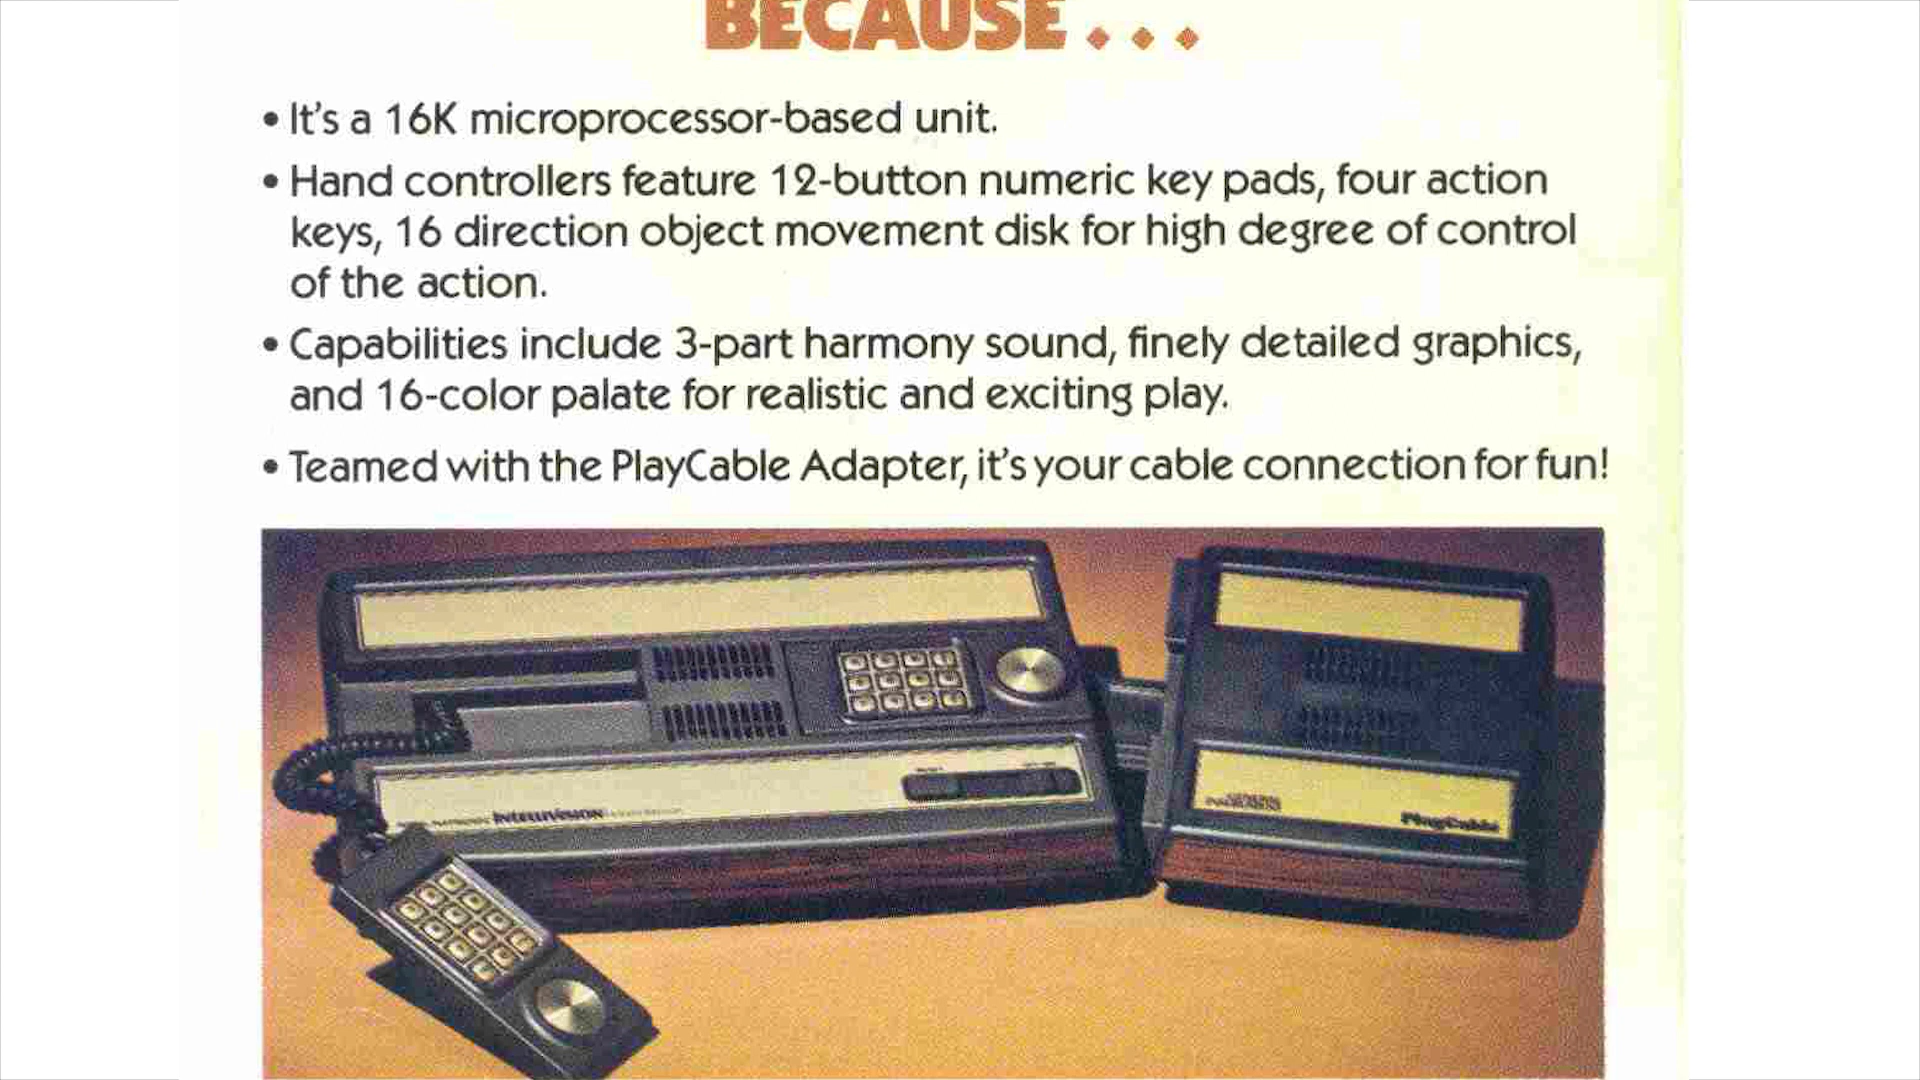 BECAUSE...
• It's a 16K microprocessor-based unit.
• Hand controllers feature 12-button numeric key pads, four action
keys, 16 direction object movement disk for high degree of control
of the action.
• Capabilities include 3-part harmony sound, finely detailed graphics,
and 16-color palate for realistic and exciting play.
• Teamed with the PlayCable Adapter, it's your cable connection for fun!
INTELLIVISION
GENERAL
INSTRUMENT
PlayCable